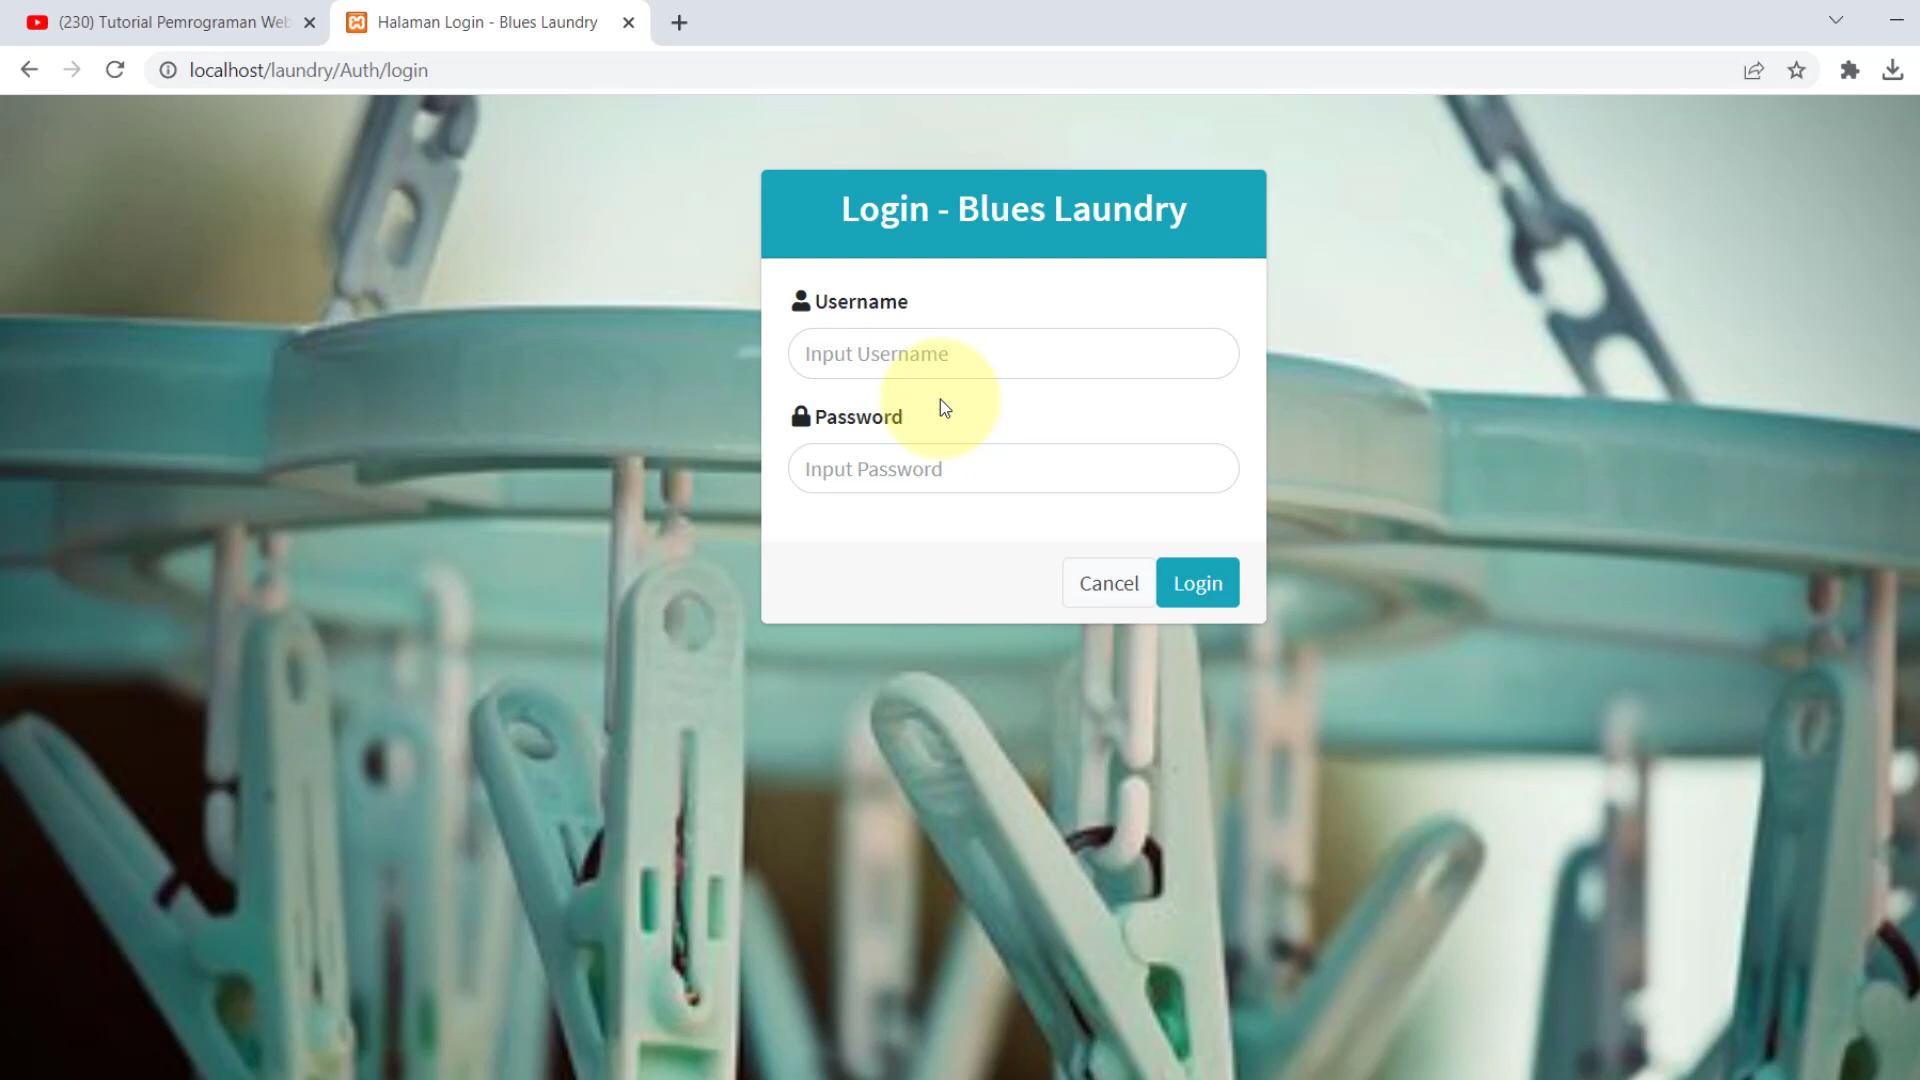 (230) Tutorial Pemrograman Web
Halaman Login - Blues Laundry
localhost/laundry/Auth/login
Login - Blues Laundry
Username
Input Username
Password
Input Password
Cancel
Login